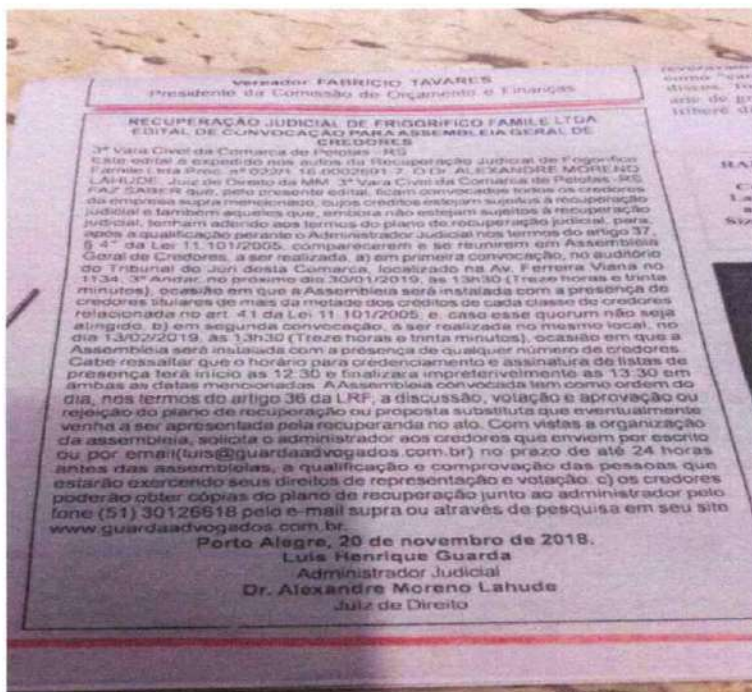 vereador FABRICIO TAVARES
Presidente da Comissão de Orçamento e Finanças
RECUPERAÇÃO JUDICIAL DE FRIGORIFICO FAMILE LTDA
EDITAL DE CONVOCAÇÃO PARA ASSEMBLEIA GERAL DE
CREDORES
3ª Vara Cível da Comarca de Pelotas - RS
Este edital é expedido nos autos da Recuperação Judicial de Fogorifico
Famile Ltda Proc. nº 022/1.16.0002691-7. O Dr. ALEXANDRE MORENO
LAHUDE, Juiz de Direito da MM. 3ª Vara Cível da Comarca de Pelotas -RS
FAZ SABER que, pelo presente edital, ficam convocados todos os credores
da empresa supra mencionado, cujos créditos estejam sujeitos à recuperação
judicial e também aqueles que, embora não estejam sujeitos à recuperação
judicial, tenham aderido aos termos do plano de recuperação judicial, para,
após a qualificação perante o Administrador Judicial nos termos do artigo 37,
§ 4° da Lei 11.101/2005, comparecerem e se reunirem em Assembleia
Geral de Credores, a ser realizada, a) em primeira convocação, no auditório
do Tribunal do Juri desta Comarca, localizado na Av. Ferreira Viana no
1134, 3° Andar, no próximo dia 30/01/2019, às 13h30 (Treze horas e trinta
minutos), ocasião em que a Assembleia será instalada com a presença de
credores titulares de mais da metade dos créditos de cada classe de credores
relacionada no art. 41 da Lei 11.101/2005, e, caso esse quorum não seja
atingido, b) em segunda convocação, a ser realizada no mesmo local, no
dia 13/02/2019, às 13h30 (Treze horas e trinta minutos), ocasião em que a
Assembleia será instalada com a presença de qualquer número de credores.
Cabe ressaltar que o horário para credenciamento e assinatura de listas de
presença terá início as 12:30 e finalizar impreterivelmente as 13:30 em
ambas as datas mencionadas. A Assembleia convocada tem como ordem do
dia, nos termos do artigo 36 da LRF, a discussão, votação e aprovação ou
rejeição do plano de recuperação ou proposta substituta que eventualmente
venha a ser apresentada pela recuperanda no ato. Com vistas a organização
da assembleia, solicita o administrador aos credores que enviem por escrito
ou por email(luis@guardaadvogados.com.br) no prazo de até 24 horas
antes das assembleias, a qualificação e comprovação das pessoas que
estarão exercendo seus direitos de representação e votação. c) os credores
poderão obter cópias do plano de recuperação junto ao administrador pelo
fone (51) 30126618 pelo e-mail supra ou através de pesquisa em seu site
www.guardaadvogados.com.br.
Porto Alegre, 20 de novembro de 2018.
Luis Henrique Guarda
Administrador Judicial
Dr. Alexandre Moreno Lahude
Juiz de Direito